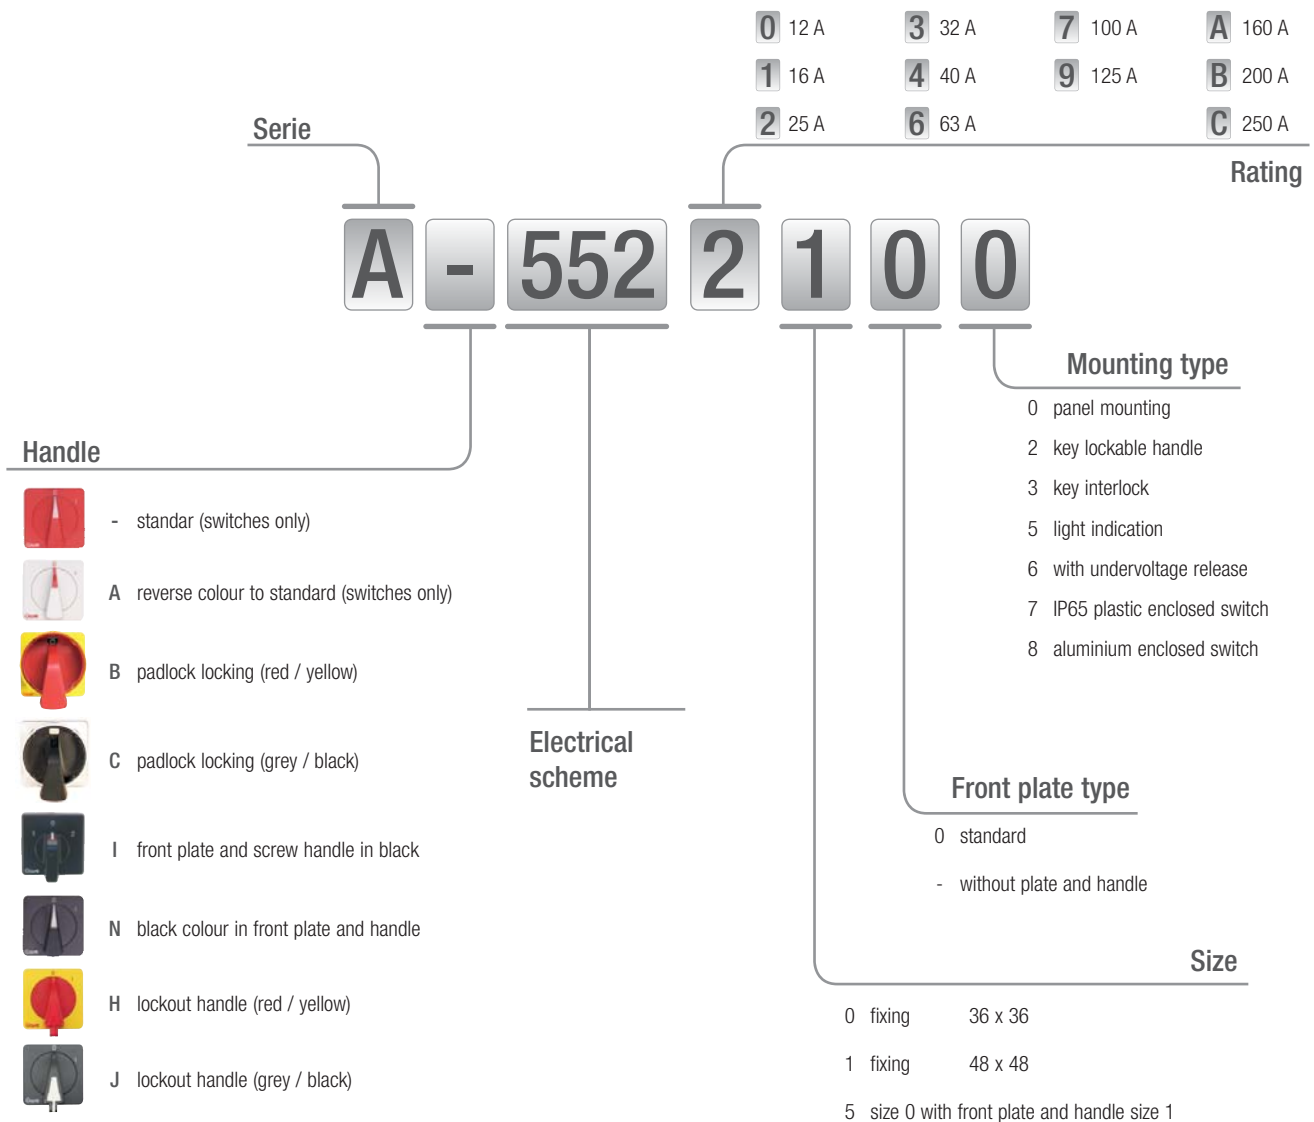 0 12 A 3 32 A 7 100 A A 160 A
1 16 A 4 40 A 9 125 A B 200 A
2 25 A 6 63 A C 250 A
Serie
Rating
A - 552 2 1 0 0
Mounting type
0 panel mounting
2 key lockable handle
3 key interlock
5 light indication
6 with undervoltage release
7 IP65 plastic enclosed switch
8 aluminium enclosed switch
Handle
- standar (switches only)
A reverse colour to standard (switches only)
B padlock locking (red / yellow)
C padlock locking (grey / black)
I front plate and screw handle in black
N black colour in front plate and handle
H lockout handle (red / yellow)
J lockout handle (grey / black)
Electrical
scheme
Front plate type
0 standard
- without plate and handle
Size
0 fixing 36 x 36
1 fixing 48 x 48
5 size 0 with front plate and handle size 1